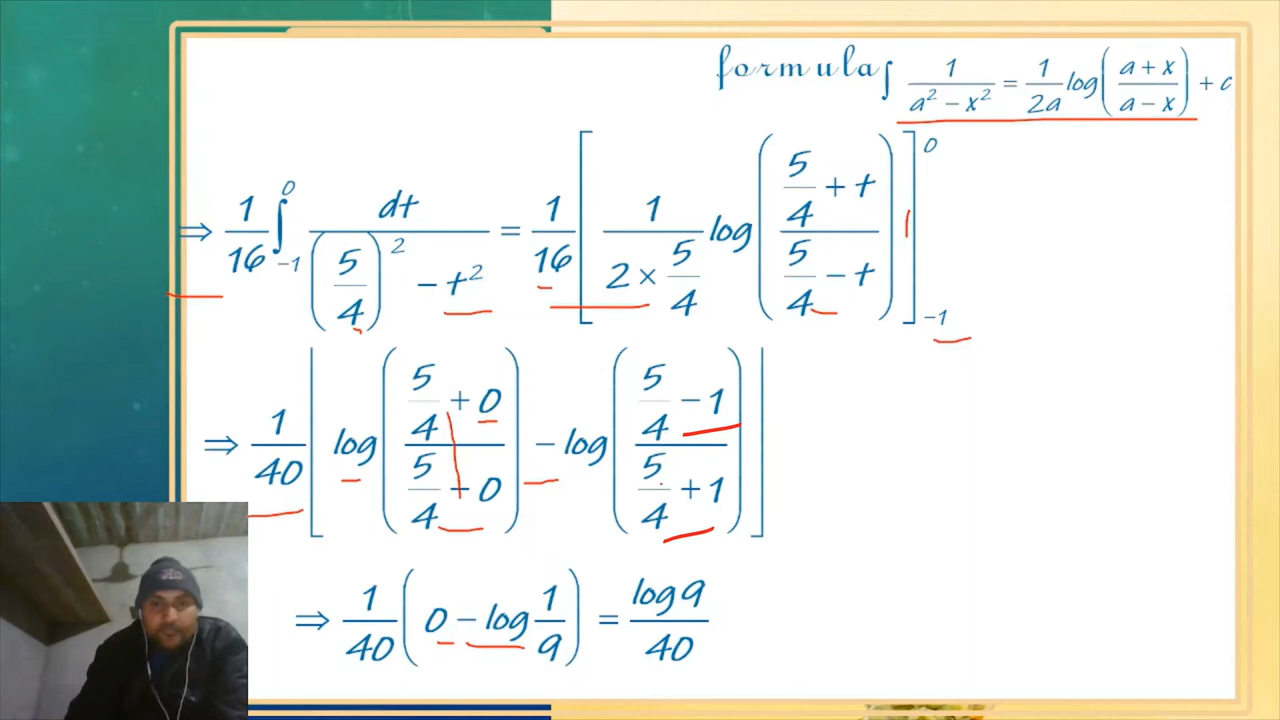 formula ∫ 1/(a² − x²) = 1/2a log((a + x)/(a − x)) + c
⇒ 1/16 ∫₋₁⁰ dt/((5/4)² − t²) = 1/16 [1/(2 × 5/4) log((5/4 + t)/(5/4 − t))]₋₁⁰
⇒ 1/40 [log((5/4 + 0)/(5/4 − 0)) − log((5/4 − 1)/(5/4 + 1))]
⇒ 1/40 (0 − log 1/9) = log9/40